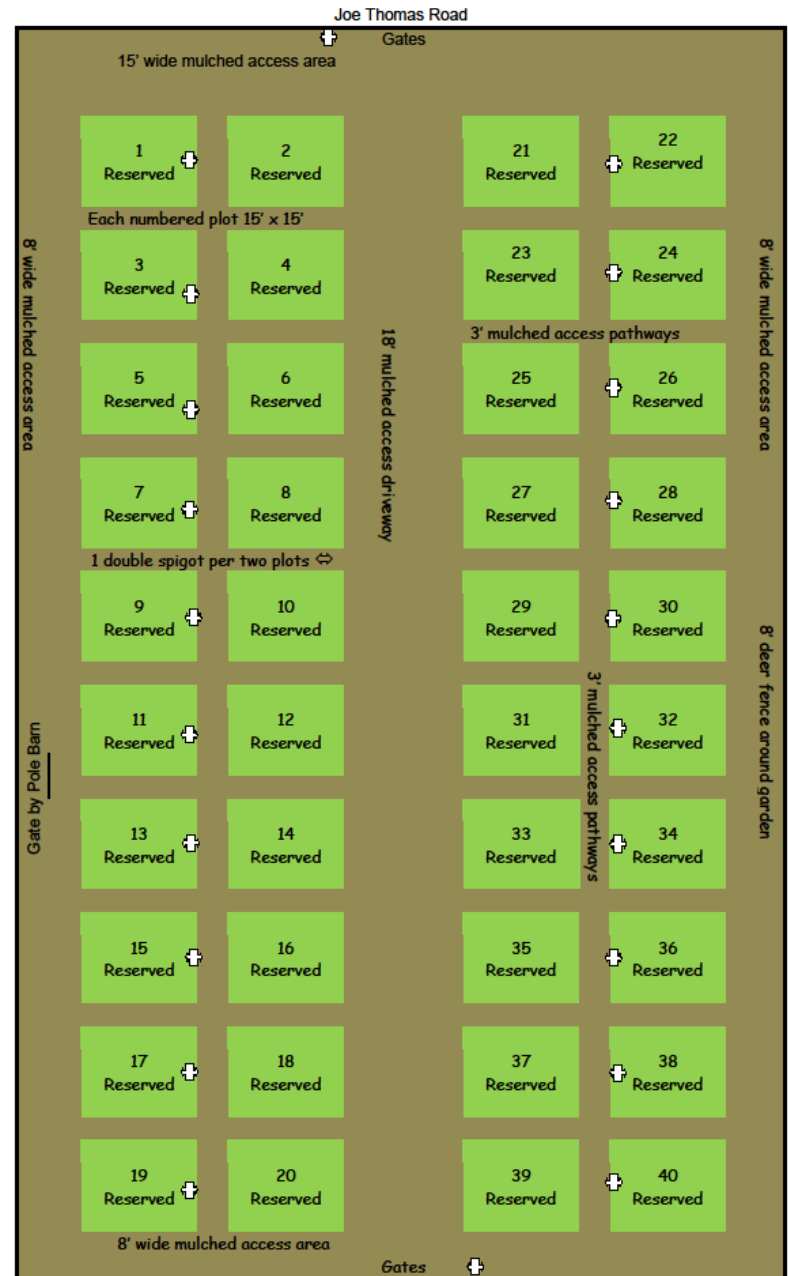 Joe Thomas Road
Gates
15' wide mulched access area
1
Reserved
2
Reserved
21
Reserved
22
Reserved
Each numbered plot 15' x 15'
8' wide mulched access area
3
Reserved
4
Reserved
23
Reserved
24
Reserved
8' wide mulched access area
18' mulched access driveway
3' mulched access pathways
5
Reserved
6
Reserved
25
Reserved
26
Reserved
7
Reserved
8
Reserved
27
Reserved
28
Reserved
1 double spigot per two plots ⇔
9
Reserved
10
Reserved
29
Reserved
30
Reserved
8' deer fence around garden
3' mulched access pathways
11
Reserved
12
Reserved
31
Reserved
32
Reserved
Gate by Pole Barn
13
Reserved
14
Reserved
33
Reserved
34
Reserved
15
Reserved
16
Reserved
35
Reserved
36
Reserved
17
Reserved
18
Reserved
37
Reserved
38
Reserved
19
Reserved
20
Reserved
39
Reserved
40
Reserved
8' wide mulched access area
Gates